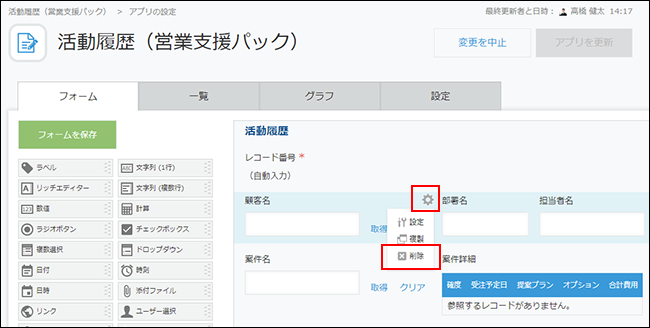 活動履歴（営業支援パック） > アプリの設定
最終更新者と日時： 高橋 健太 14:17
活動履歴（営業支援パック）
変更を中止
アプリを更新
フォーム 一覧 グラフ 設定
フォームを保存
ラベル
ABC 文字列 (1行)
リッチエディター
文字列 (複数行)
123 数値
計算
ラジオボタン
チェックボックス
複数選択
ドロップダウン
日付
時刻
日時
添付ファイル
リンク
ユーザー選択
活動履歴
レコード番号 *
（自動入力）
顧客名
部署名
担当者名
取得
設定
複製
削除
案件名
取得 クリア
案件詳細
確度 受注予定日 提案プラン オプション 合計費用
参照するレコードがありません。